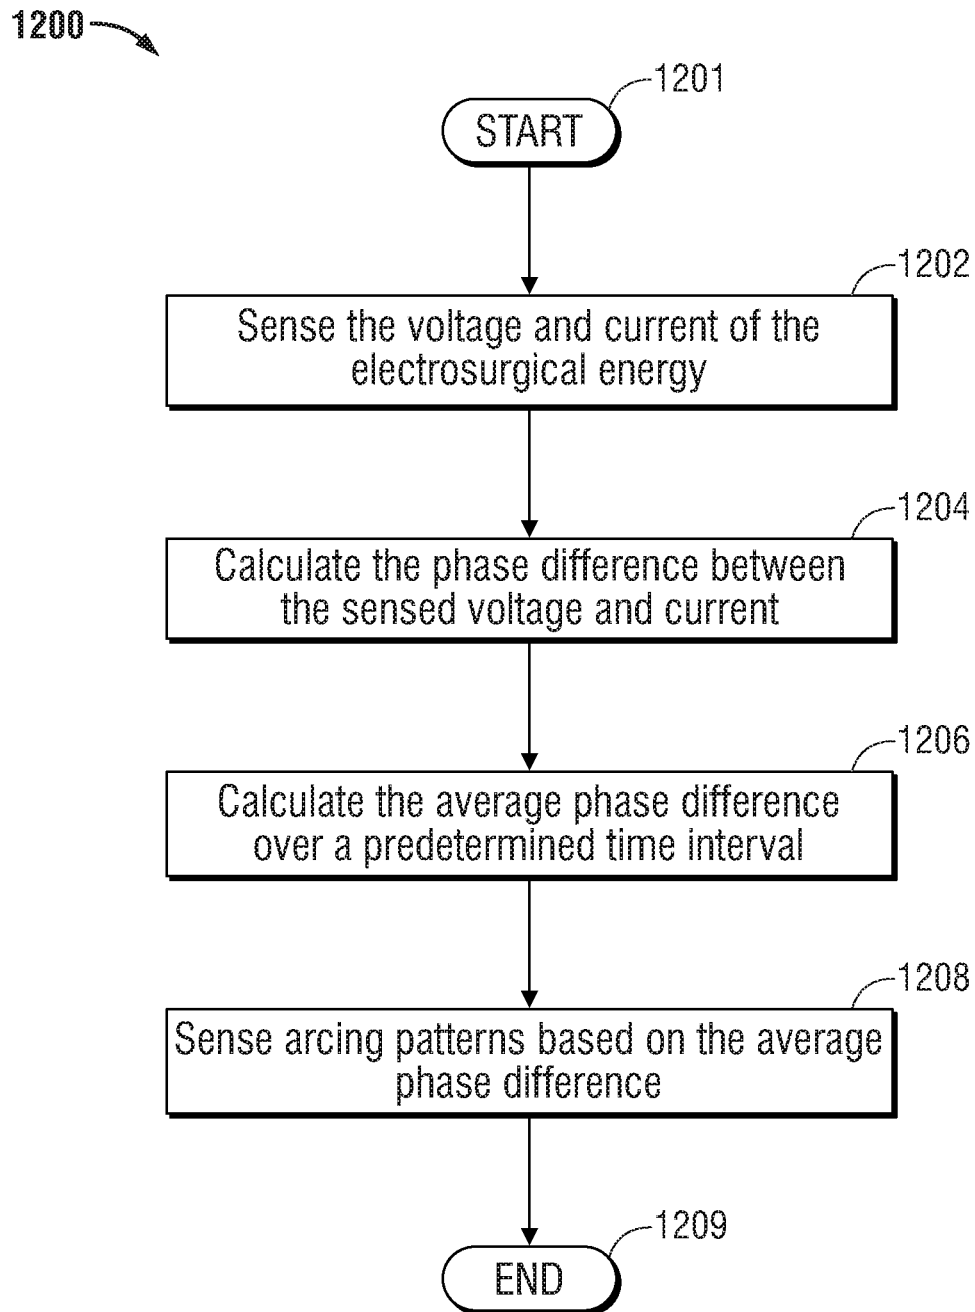 1200
1201
START
1202
Sense the voltage and current of the
electrosurgical energy
1204
Calculate the phase difference between
the sensed voltage and current
1206
Calculate the average phase difference
over a predetermined time interval
1208
Sense arcing patterns based on the average
phase difference
1209
END